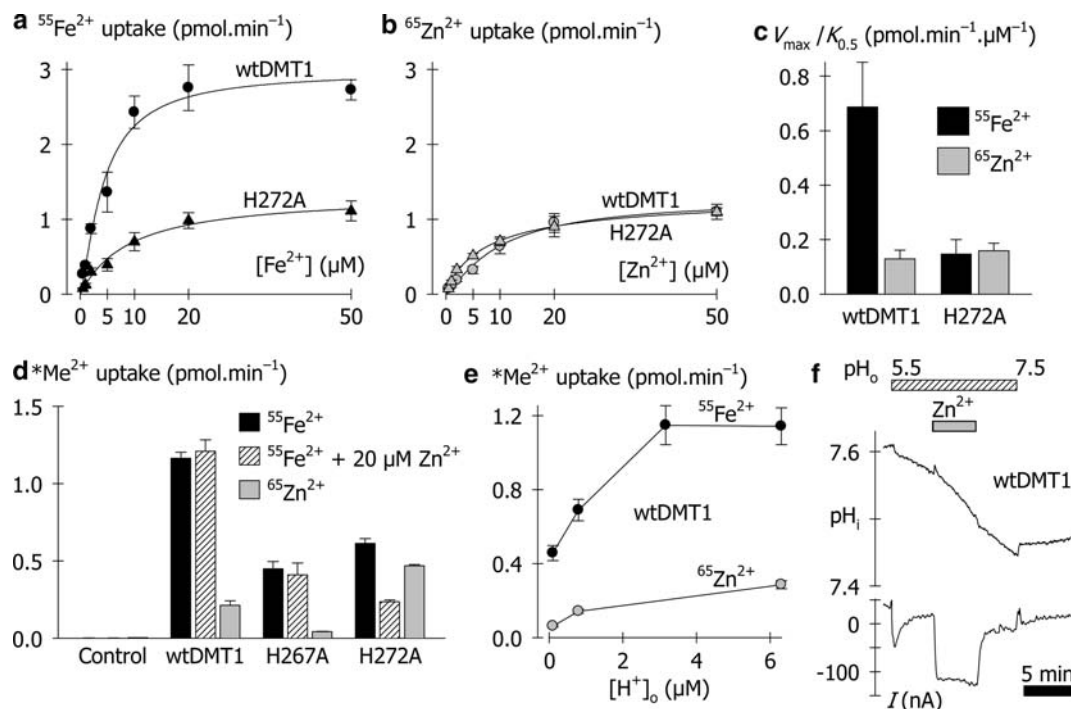 a ⁵⁵Fe²⁺ uptake (pmol.min⁻¹)
3
2
1
0
wtDMT1
H272A
[Fe²⁺] (µM)
0 5 10 20 50
b ⁶⁵Zn²⁺ uptake (pmol.min⁻¹)
3
2
1
0
wtDMT1
H272A
[Zn²⁺] (µM)
0 5 10 20 50
c Vmax /K0.5 (pmol.min⁻¹.µM⁻¹)
0.8
0.6
0.4
0.2
0.0
⁵⁵Fe²⁺
⁶⁵Zn²⁺
wtDMT1 H272A
d *Me²⁺ uptake (pmol.min⁻¹)
1.5
1.0
0.5
0.0
⁵⁵Fe²⁺
⁵⁵Fe²⁺ + 20 µM Zn²⁺
⁶⁵Zn²⁺
Control wtDMT1 H267A H272A
e *Me²⁺ uptake (pmol.min⁻¹)
1.2
0.8
0.4
0.0
⁵⁵Fe²⁺
wtDMT1
⁶⁵Zn²⁺
0 2 4 6
[H⁺]o (µM)
f
pHo 5.5 7.5
Zn²⁺
7.6
wtDMT1
pHi
7.4
0
-100
I (nA)
5 min